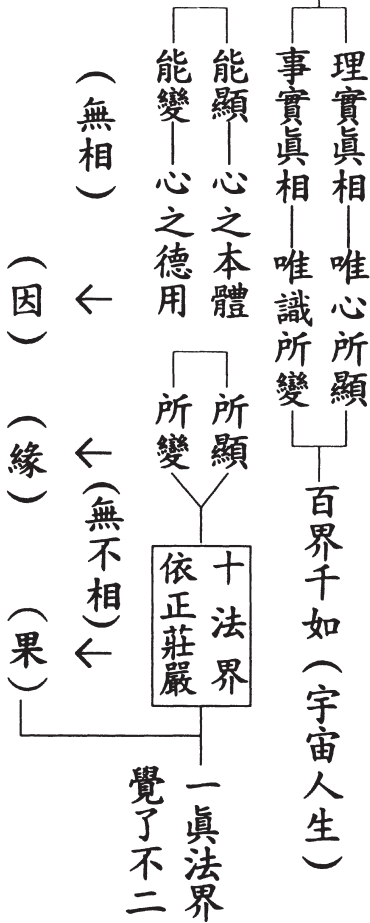 理實真相 唯心所顯
事實真相 唯識所變
百界千如（宇宙人生）
能顯 心之本體
能變 心之德用
（無相）
所顯
所變
十法界
依正莊嚴
（無不相）
一真法界
覺了不二
（因）
（緣）
（果）